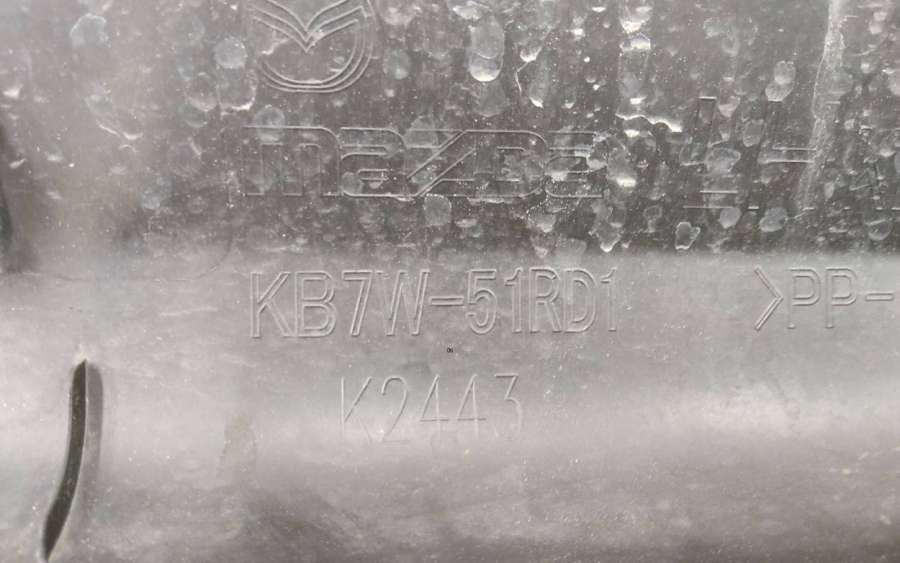 mazda
KB7W-51RD1
>PP-
K2443